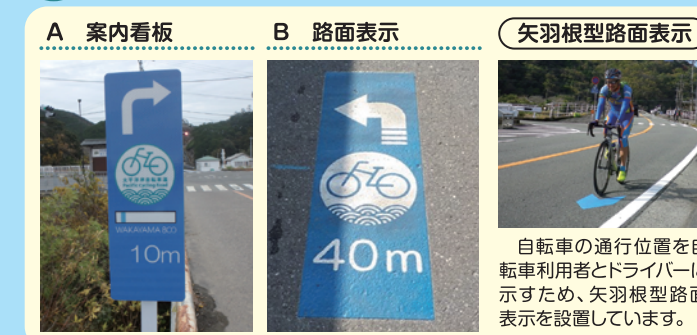 A 案内看板
B 路面表示
矢羽根型路面表示
Pacific Cycling Road
WAKAYAMA 800
10m
40m
自転車の通行位置を自
転車利用者とドライバーに
示すため、矢羽根型路面
表示を設置しています。